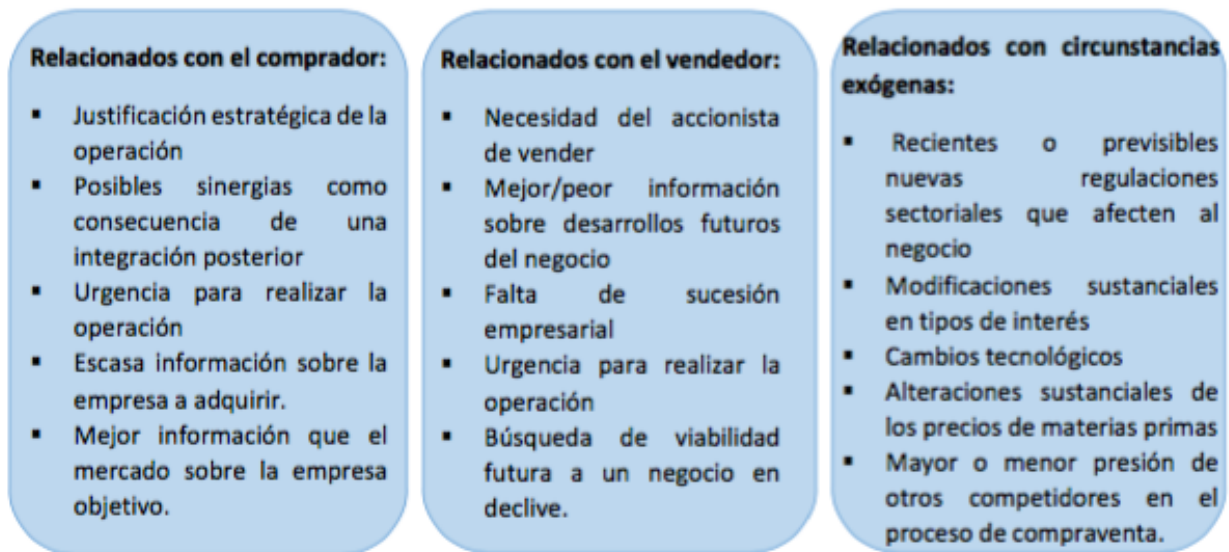 Relacionados con el comprador:
▪ Justificación estratégica de la
operación
▪ Posibles sinergias como
consecuencia de una
integración posterior
▪ Urgencia para realizar la
operación
▪ Escasa información sobre la
empresa a adquirir.
▪ Mejor información que el
mercado sobre la empresa
objetivo.
Relacionados con el vendedor:
▪ Necesidad del accionista
de vender
▪ Mejor/peor información
sobre desarrollos futuros
del negocio
▪ Falta de sucesión
empresarial
▪ Urgencia para realizar la
operación
▪ Búsqueda de viabilidad
futura a un negocio en
declive.
Relacionados con circunstancias
exógenas:
▪ Recientes o previsibles
nuevas regulaciones
sectoriales que afecten al
negocio
▪ Modificaciones sustanciales
en tipos de interés
▪ Cambios tecnológicos
▪ Alteraciones sustanciales de
los precios de materias primas
▪ Mayor o menor presión de
otros competidores en el
proceso de compraventa.